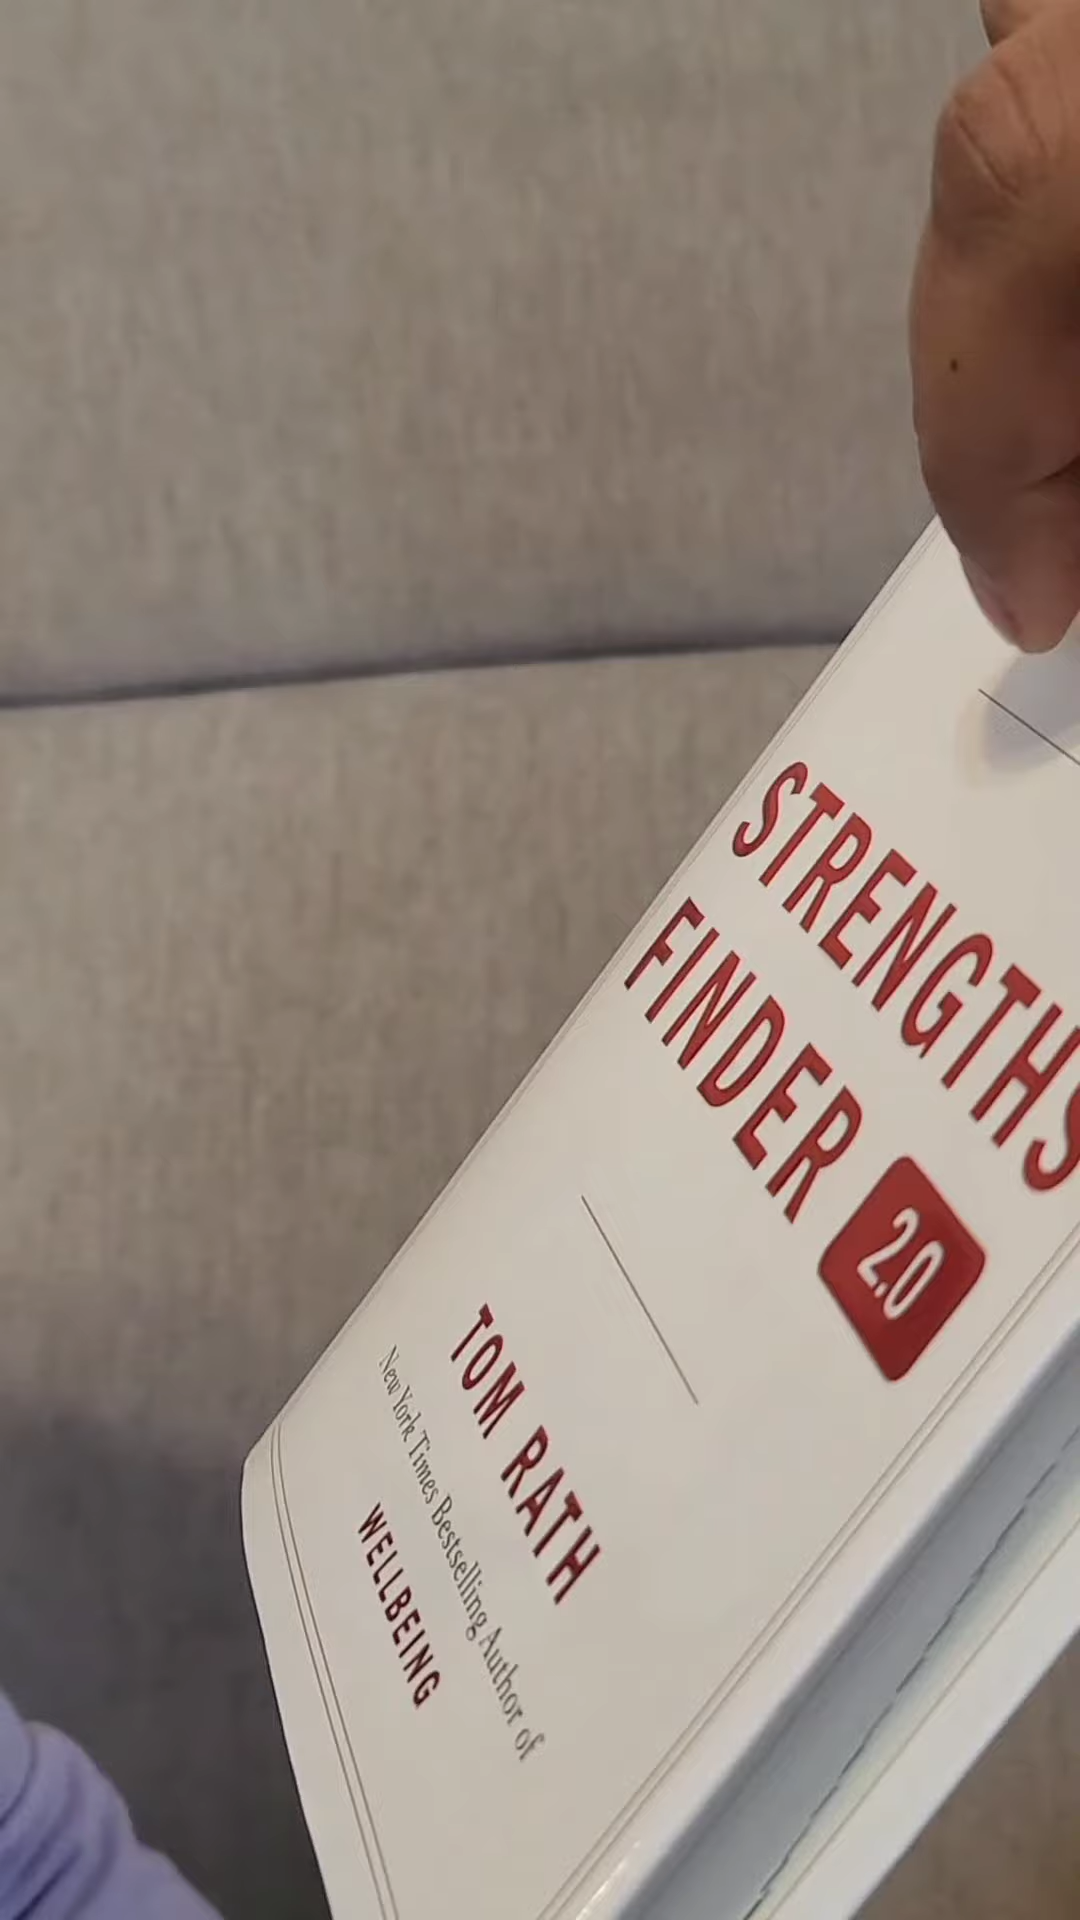 STRENGTHS
FINDER 2.0
TOM RATH
New York Times Bestselling Author of
WELLBEING